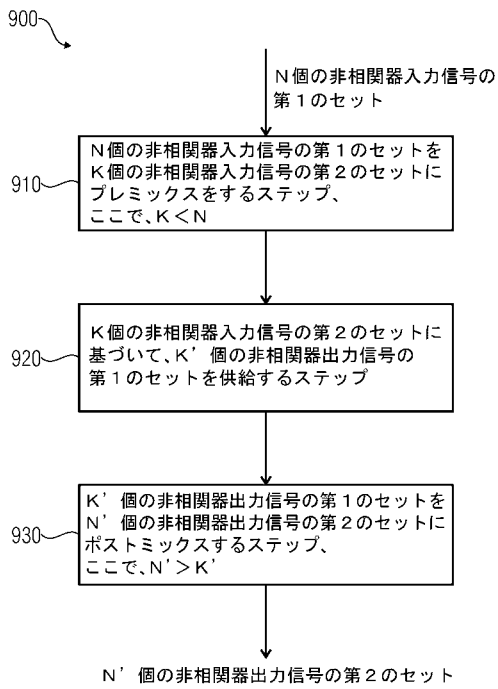 900
N個の非相関器入力信号の
第1のセット
910
N個の非相関器入力信号の第1のセットを
K個の非相関器入力信号の第2のセットに
プレミックスをするステップ、
ここで、K<N
920
K個の非相関器入力信号の第2のセットに
基づいて、K'個の非相関器出力信号の
第1のセットを供給するステップ
930
K'個の非相関器出力信号の第1のセットを
N'個の非相関器出力信号の第2のセットに
ポストミックスするステップ、
ここで、N'>K'
N'個の非相関器出力信号の第2のセット